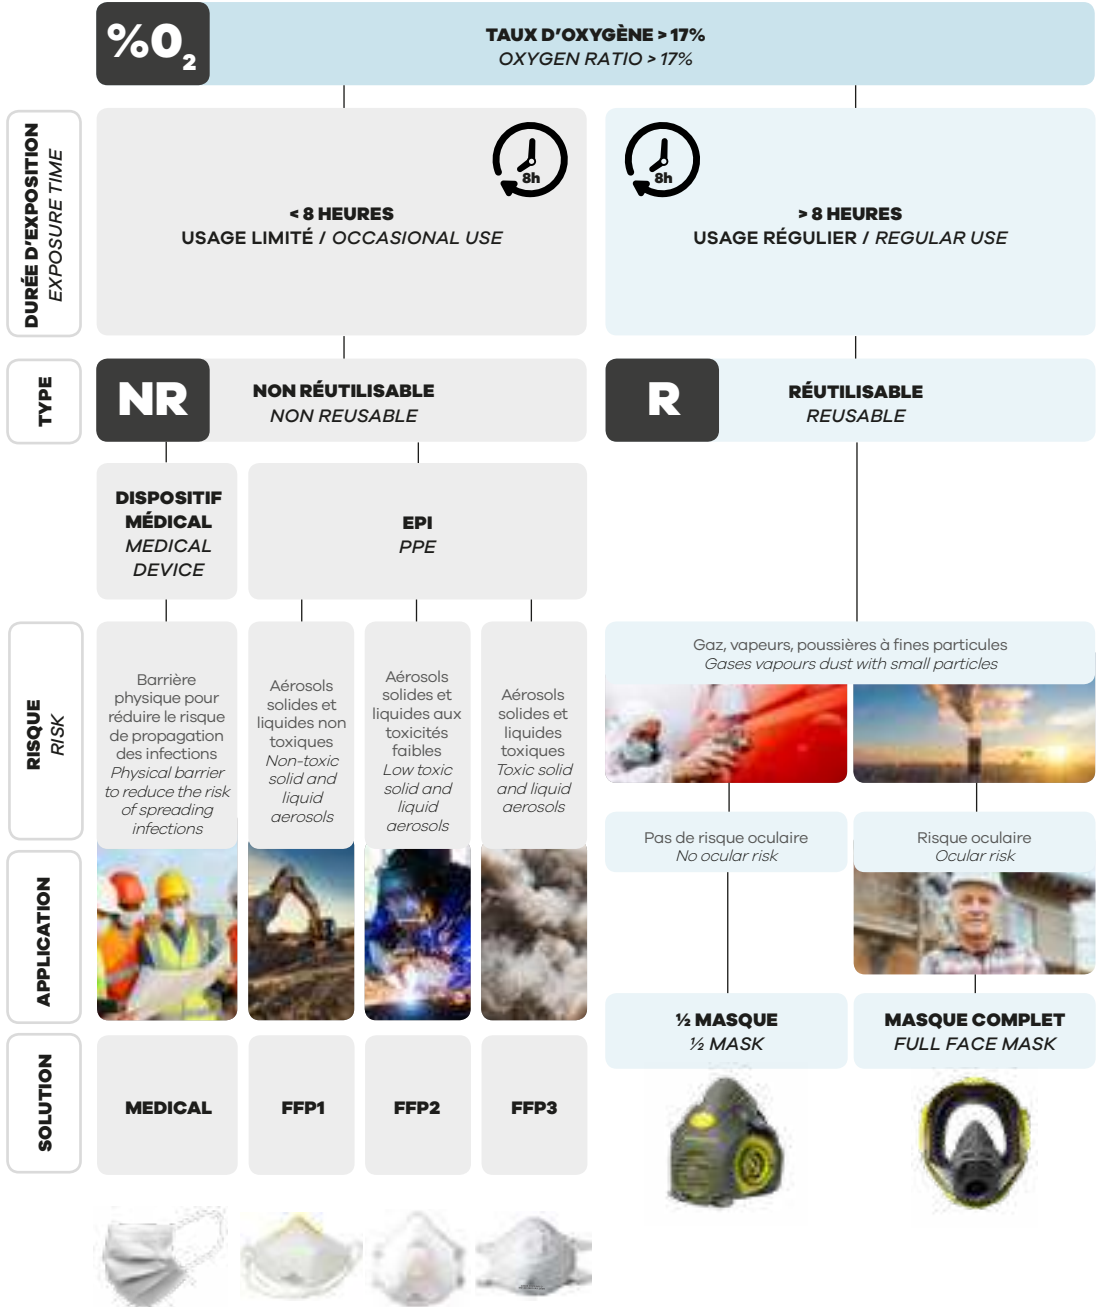 %O2
TAUX D'OXYGÈNE > 17%
OXYGEN RATIO > 17%
DURÉE D'EXPOSITION
EXPOSURE TIME
8h
< 8 HEURES
USAGE LIMITÉ / OCCASIONAL USE
8h
> 8 HEURES
USAGE RÉGULIER / REGULAR USE
TYPE
NR
NON RÉUTILISABLE
NON REUSABLE
R
RÉUTILISABLE
REUSABLE
DISPOSITIF
MÉDICAL
MEDICAL
DEVICE
EPI
PPE
RISQUE
RISK
Barrière
physique pour
réduire le risque
de propagation
des infections
Physical barrier
to reduce the risk
of spreading
infections
Aérosols
solides et
liquides non
toxiques
Non-toxic
solid and
liquid
aerosols
Aérosols
solides et
liquides aux
toxicités
faibles
Low toxic
solid and
liquid
aerosols
Aérosols
solides et
liquides
toxiques
Toxic solid
and liquid
aerosols
Gaz, vapeurs, poussières à fines particules
Gases vapours dust with small particles
Pas de risque oculaire
No ocular risk
Risque oculaire
Ocular risk
APPLICATION
½ MASQUE
½ MASK
MASQUE COMPLET
FULL FACE MASK
SOLUTION
MEDICAL
FFP1
FFP2
FFP3